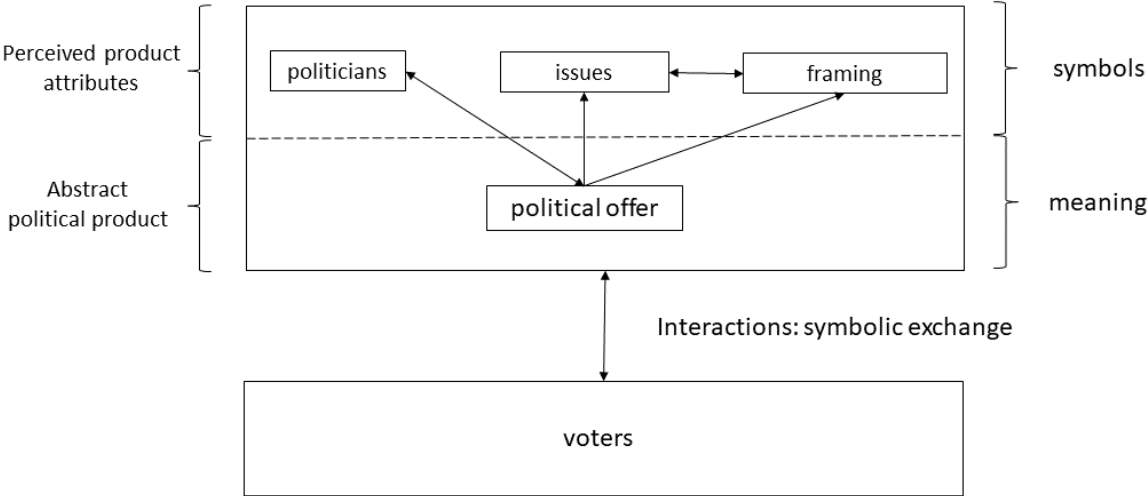 Perceived product
attributes
politicians
issues
framing
symbols
Abstract
political product
political offer
meaning
Interactions: symbolic exchange
voters